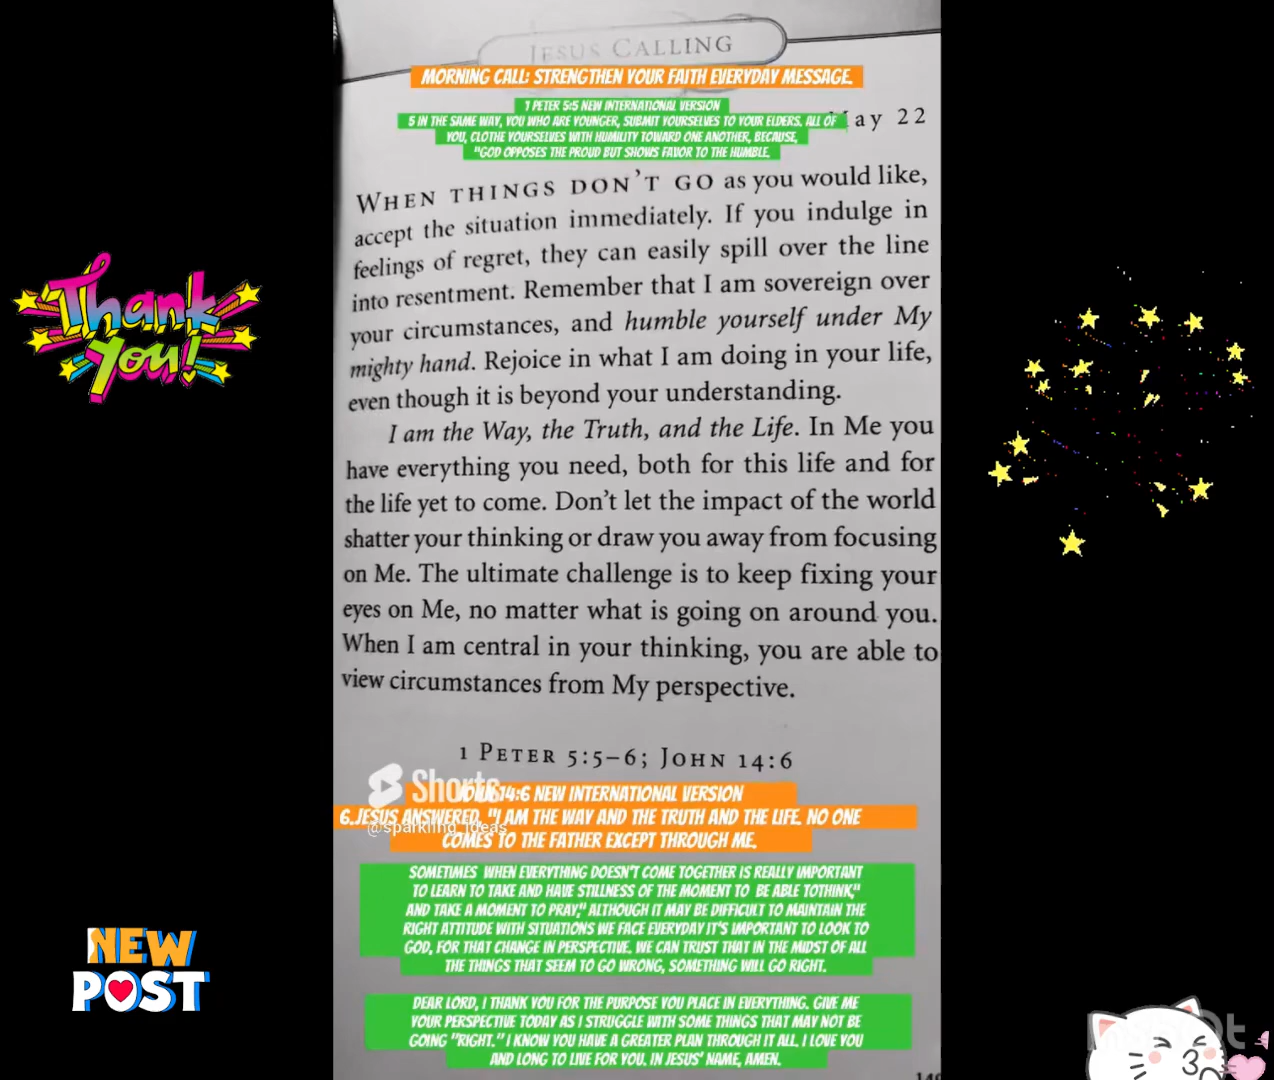 JESUS CALLING
MORNING CALL: STRENGTHEN YOUR FAITH EVERYDAY MESSAGE.
1 PETER 5:5 NEW INTERNATIONAL VERSION
5 IN THE SAME WAY, YOU WHO ARE YOUNGER, SUBMIT YOURSELVES TO YOUR ELDERS. ALL OF
YOU, CLOTHE YOURSELVES WITH HUMILITY TOWARD ONE ANOTHER, BECAUSE,
"GOD OPPOSES THE PROUD BUT SHOWS FAVOR TO THE HUMBLE,
May 22
WHEN THINGS DON'T GO as you would like,
accept the situation immediately. If you indulge in
feelings of regret, they can easily spill over the line
into resentment. Remember that I am sovereign over
your circumstances, and humble yourself under My
mighty hand. Rejoice in what I am doing in your life,
even though it is beyond your understanding.
I am the Way, the Truth, and the Life. In Me you
have everything you need, both for this life and for
the life yet to come. Don't let the impact of the world
shatter your thinking or draw you away from focusing
on Me. The ultimate challenge is to keep fixing your
eyes on Me, no matter what is going on around you.
When I am central in your thinking, you are able to
view circumstances from My perspective.
1 PETER 5:5–6; JOHN 14:6
Shorts
@sparkling_ideas
JOHN 14:6 NEW INTERNATIONAL VERSION
6.JESUS ANSWERED, "I AM THE WAY AND THE TRUTH AND THE LIFE. NO ONE
COMES TO THE FATHER EXCEPT THROUGH ME.
SOMETIMES WHEN EVERYTHING DOESN'T COME TOGETHER IS REALLY IMPORTANT
TO LEARN TO TAKE AND HAVE STILLNESS OF THE MOMENT TO BE ABLE TOTHINK,"
AND TAKE A MOMENT TO PRAY," ALTHOUGH IT MAY BE DIFFICULT TO MAINTAIN THE
RIGHT ATTITUDE WITH SITUATIONS WE FACE EVERYDAY IT'S IMPORTANT TO LOOK TO
GOD, FOR THAT CHANGE IN PERSPECTIVE. WE CAN TRUST THAT IN THE MIDST OF ALL
THE THINGS THAT SEEM TO GO WRONG, SOMETHING WILL GO RIGHT.
DEAR LORD, I THANK YOU FOR THE PURPOSE YOU PLACE IN EVERYTHING. GIVE ME
YOUR PERSPECTIVE TODAY AS I STRUGGLE WITH SOME THINGS THAT MAY NOT BE
GOING "RIGHT." I KNOW YOU HAVE A GREATER PLAN THROUGH IT ALL. I LOVE YOU
AND LONG TO LIVE FOR YOU. IN JESUS' NAME, AMEN.
Thank
you!
NEW
POST